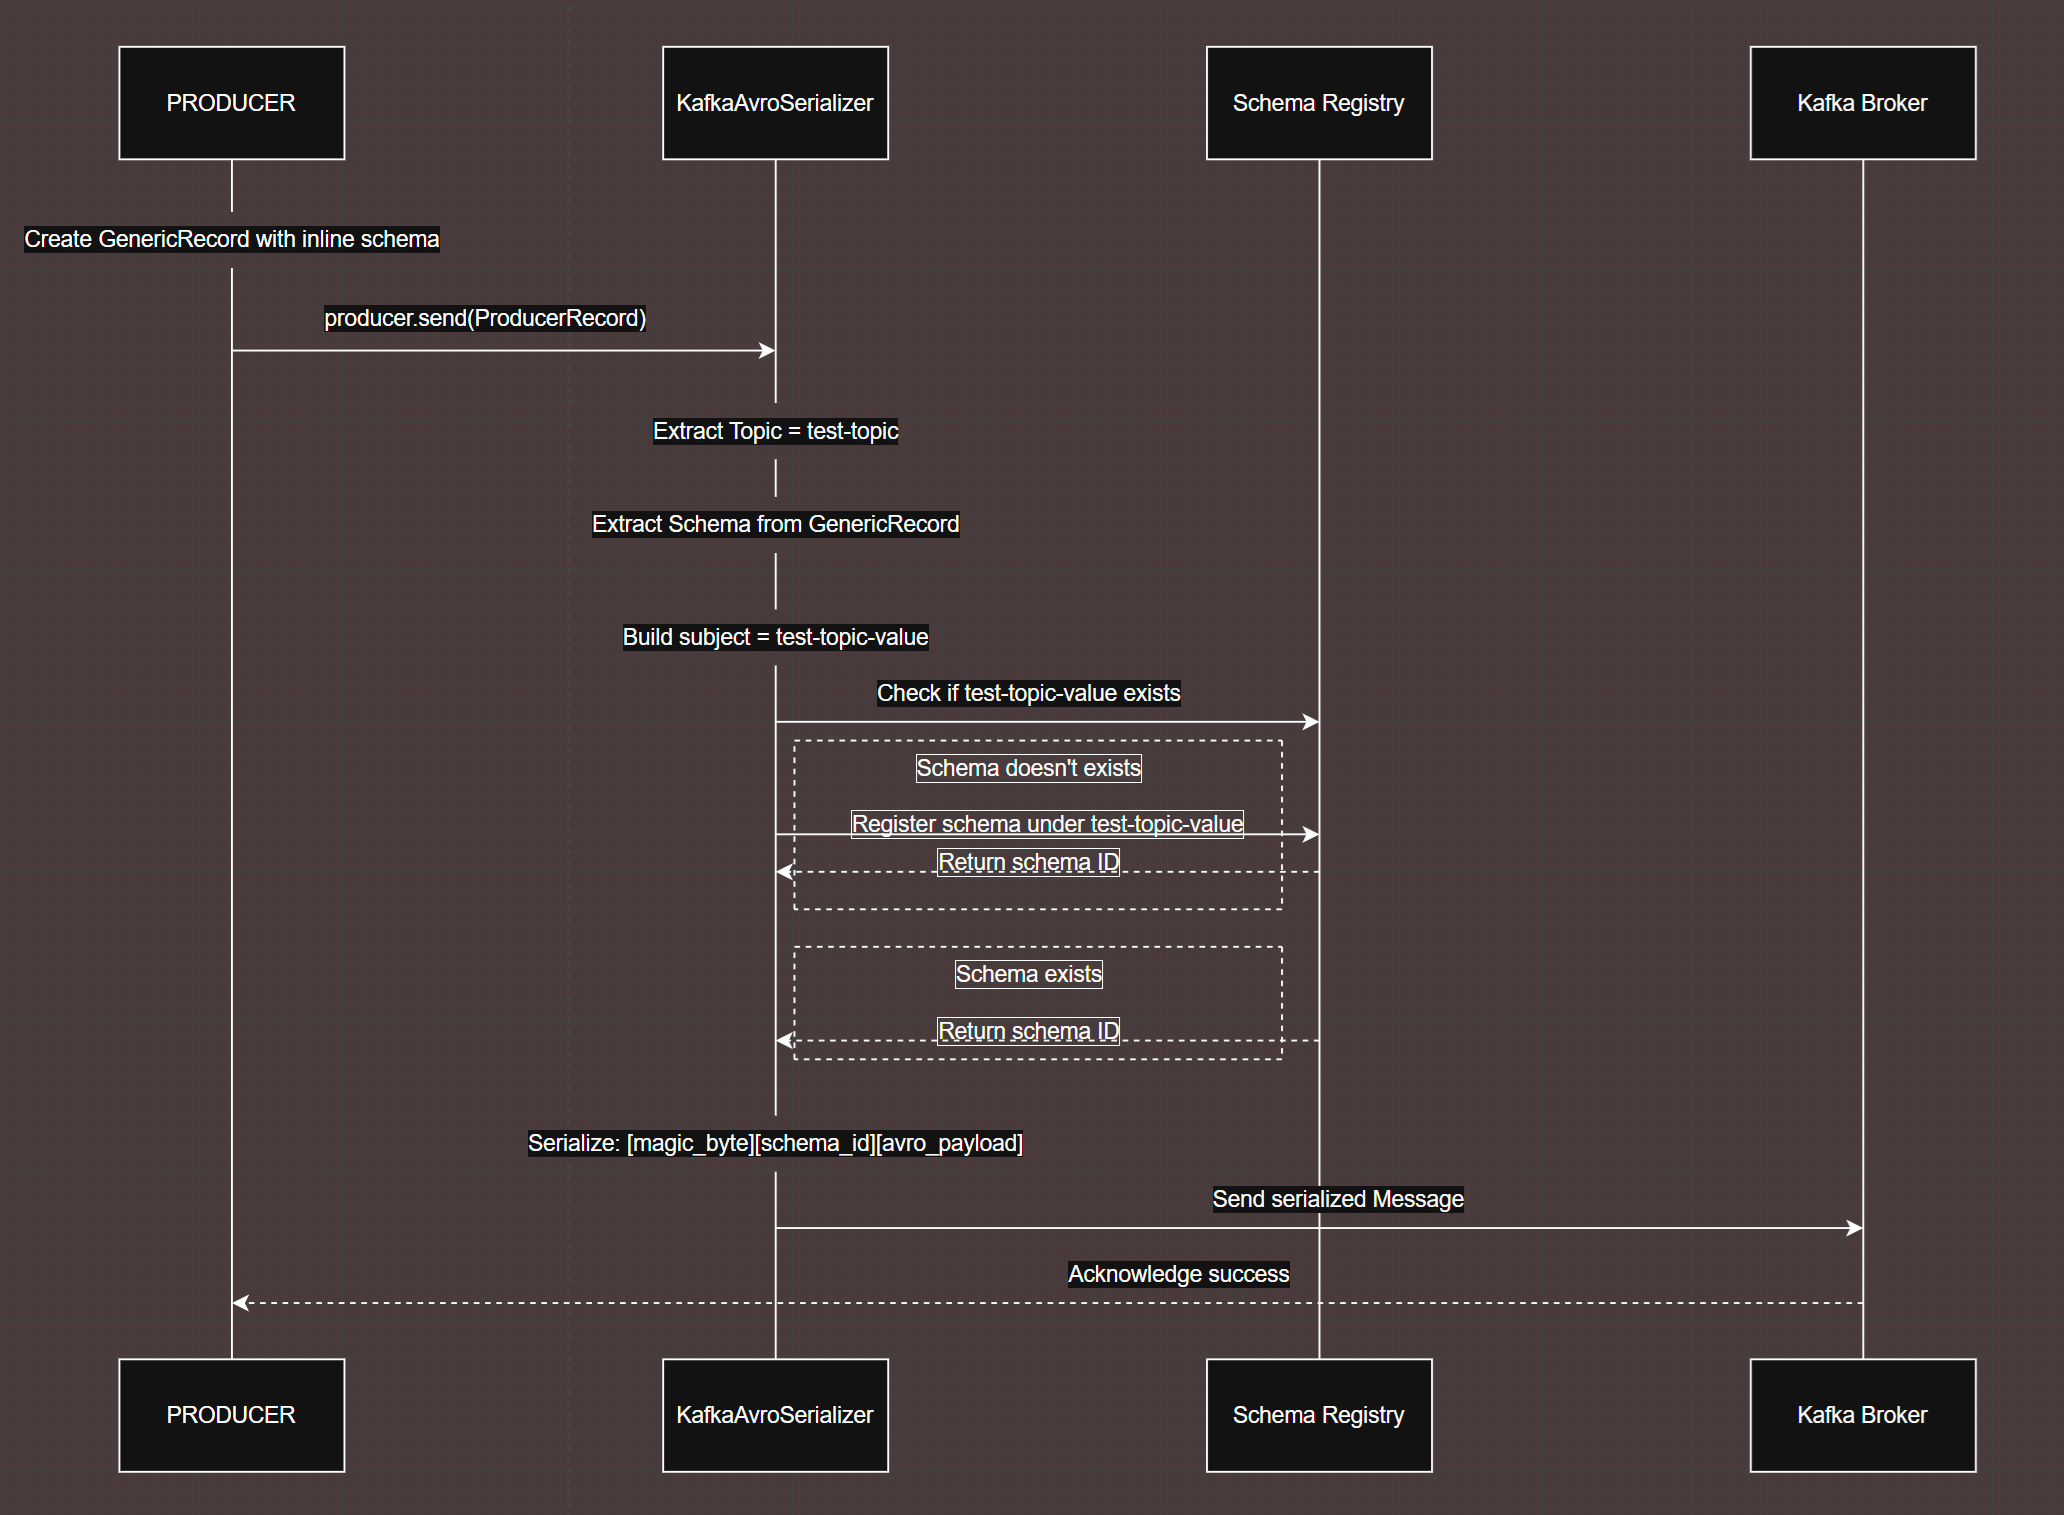 PRODUCER
KafkaAvroSerializer
Schema Registry
Kafka Broker
Create GenericRecord with inline schema
producer.send(ProducerRecord)
Extract Topic = test-topic
Extract Schema from GenericRecord
Build subject = test-topic-value
Check if test-topic-value exists
Schema doesn't exists
Register schema under test-topic-value
Return schema ID
Schema exists
Return schema ID
Serialize: [magic_byte][schema_id][avro_payload]
Send serialized Message
Acknowledge success
PRODUCER
KafkaAvroSerializer
Schema Registry
Kafka Broker